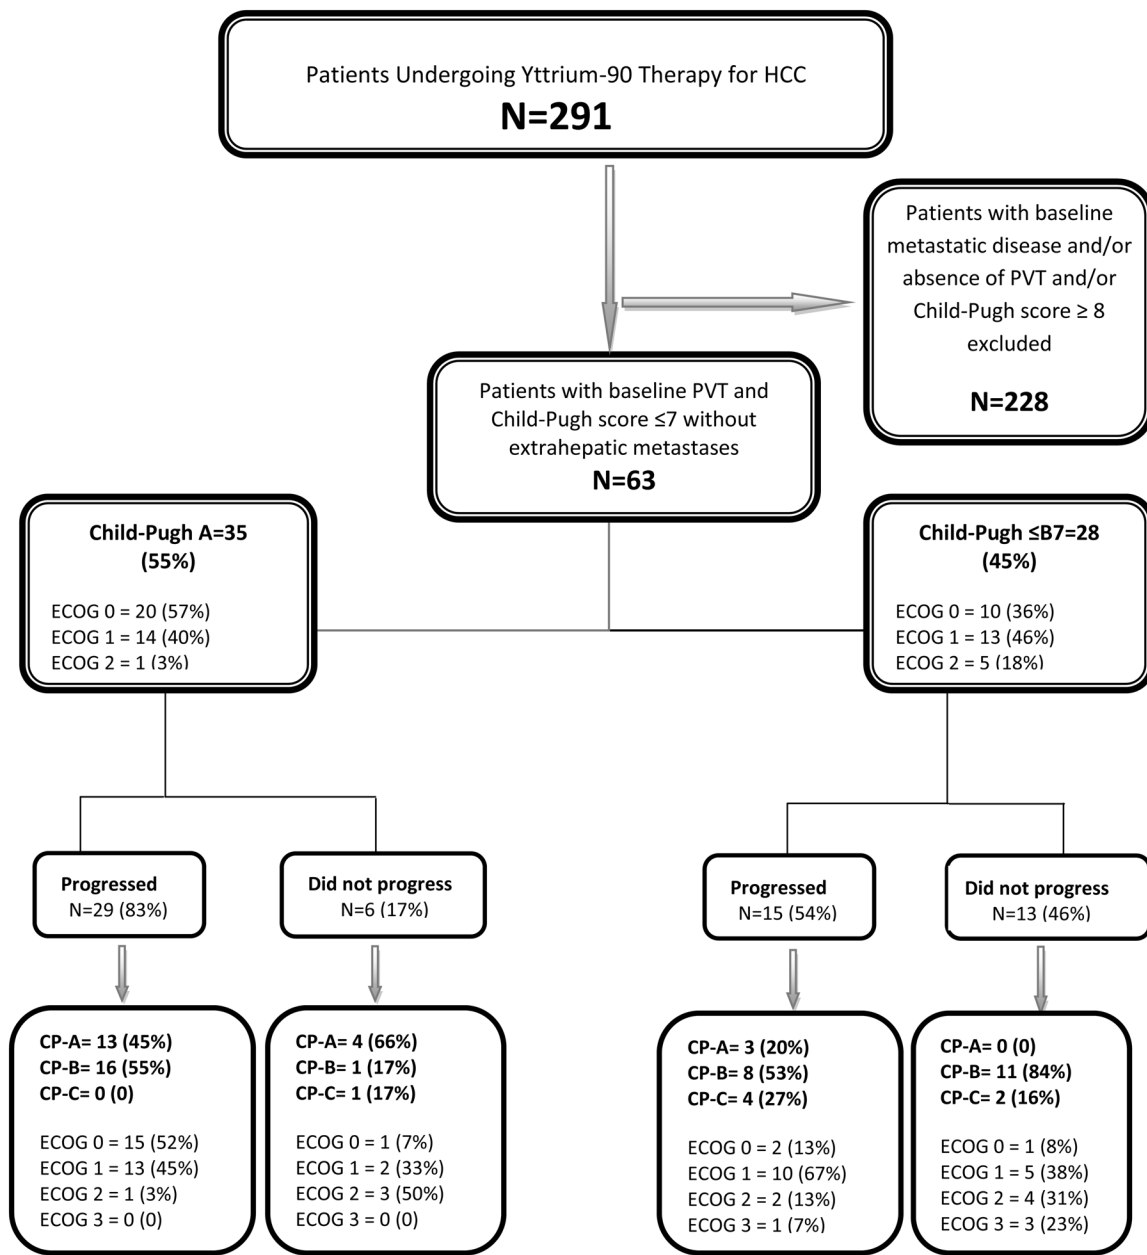 Patients Undergoing Yttrium-90 Therapy for HCC
N=291
Patients with baseline
metastatic disease and/or
absence of PVT and/or
Child-Pugh score ≥ 8
excluded
N=228
Patients with baseline PVT and
Child-Pugh score ≤7 without
extrahepatic metastases
N=63
Child-Pugh A=35
(55%)
ECOG 0 = 20 (57%)
ECOG 1 = 14 (40%)
ECOG 2 = 1 (3%)
Child-Pugh ≤B7=28
(45%)
ECOG 0 = 10 (36%)
ECOG 1 = 13 (46%)
ECOG 2 = 5 (18%)
Progressed
N=29 (83%)
Did not progress
N=6 (17%)
Progressed
N=15 (54%)
Did not progress
N=13 (46%)
CP-A= 13 (45%)
CP-B= 16 (55%)
CP-C= 0 (0)
ECOG 0 = 15 (52%)
ECOG 1 = 13 (45%)
ECOG 2 = 1 (3%)
ECOG 3 = 0 (0)
CP-A= 4 (66%)
CP-B= 1 (17%)
CP-C= 1 (17%)
ECOG 0 = 1 (7%)
ECOG 1 = 2 (33%)
ECOG 2 = 3 (50%)
ECOG 3 = 0 (0)
CP-A= 3 (20%)
CP-B= 8 (53%)
CP-C= 4 (27%)
ECOG 0 = 2 (13%)
ECOG 1 = 10 (67%)
ECOG 2 = 2 (13%)
ECOG 3 = 1 (7%)
CP-A= 0 (0)
CP-B= 11 (84%)
CP-C= 2 (16%)
ECOG 0 = 1 (8%)
ECOG 1 = 5 (38%)
ECOG 2 = 4 (31%)
ECOG 3 = 3 (23%)